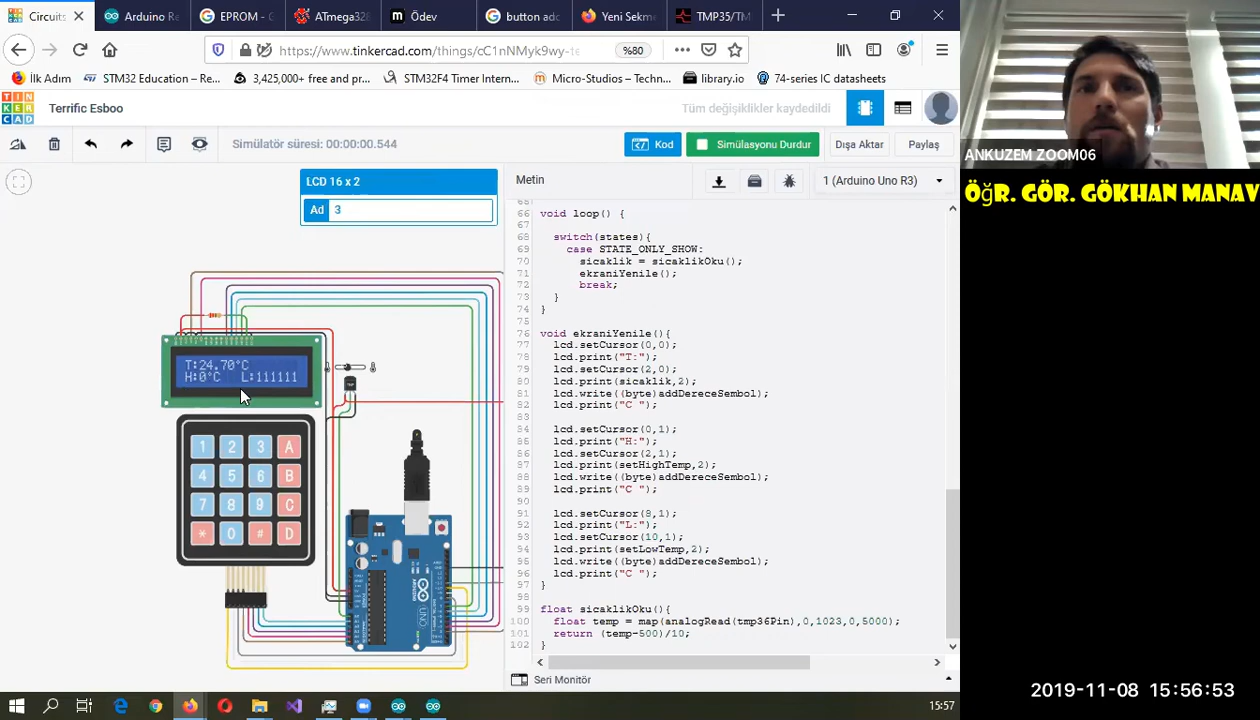 Circuits
Arduino Re
EPROM - G
ATmega328
Ödev
button adc
Yeni Sekme
TMP35/TM
https://www.tinkercad.com/things/cC1nNMyk9wy-te
%80
İlk Adım
STM32 Education – Re...
3,425,000+ free and pr...
STM32F4 Timer Intern...
Micro-Studios – Techn...
library.io
74-series IC datasheets
TIN
KER
CAD
Terrific Esboo
Tüm değişiklikler kaydedildi
Simülatör süresi: 00:00:00.544
Kod
Simülasyonu Durdur
Dışa Aktar
Paylaş
LCD 16 x 2
Ad 3
Metin
1 (Arduino Uno R3)
66 void loop() {
67
68 switch(states){
69 case STATE_ONLY_SHOW:
70 sicaklik = sicaklikOku();
71 ekraniYenile();
72 break;
73 }
74 }
75
76 void ekraniYenile(){
77 lcd.setCursor(0,0);
78 lcd.print("T:");
79 lcd.setCursor(2,0);
80 lcd.print(sicaklik,2);
81 lcd.write((byte)addDereceSembol);
82 lcd.print("C ");
83
84 lcd.setCursor(0,1);
85 lcd.print("H:");
86 lcd.setCursor(2,1);
87 lcd.print(setHighTemp,2);
88 lcd.write((byte)addDereceSembol);
89 lcd.print("C ");
90
91 lcd.setCursor(8,1);
92 lcd.print("L:");
93 lcd.setCursor(10,1);
94 lcd.print(setLowTemp,2);
95 lcd.write((byte)addDereceSembol);
96 lcd.print("C ");
97 }
98
99 float sicaklikOku(){
100 float temp = map(analogRead(tmp36Pin),0,1023,0,5000);
101 return (temp-500)/10;
102 }
T:24.70°C
H:0°C L:111111
1 2 3 A
4 5 6 B
7 8 9 C
* 0 # D
Seri Monitör
15:57
ANKUZEM ZOOM06
ÖĞR. GÖR. GÖKHAN MANAV
2019-11-08 15:56:53